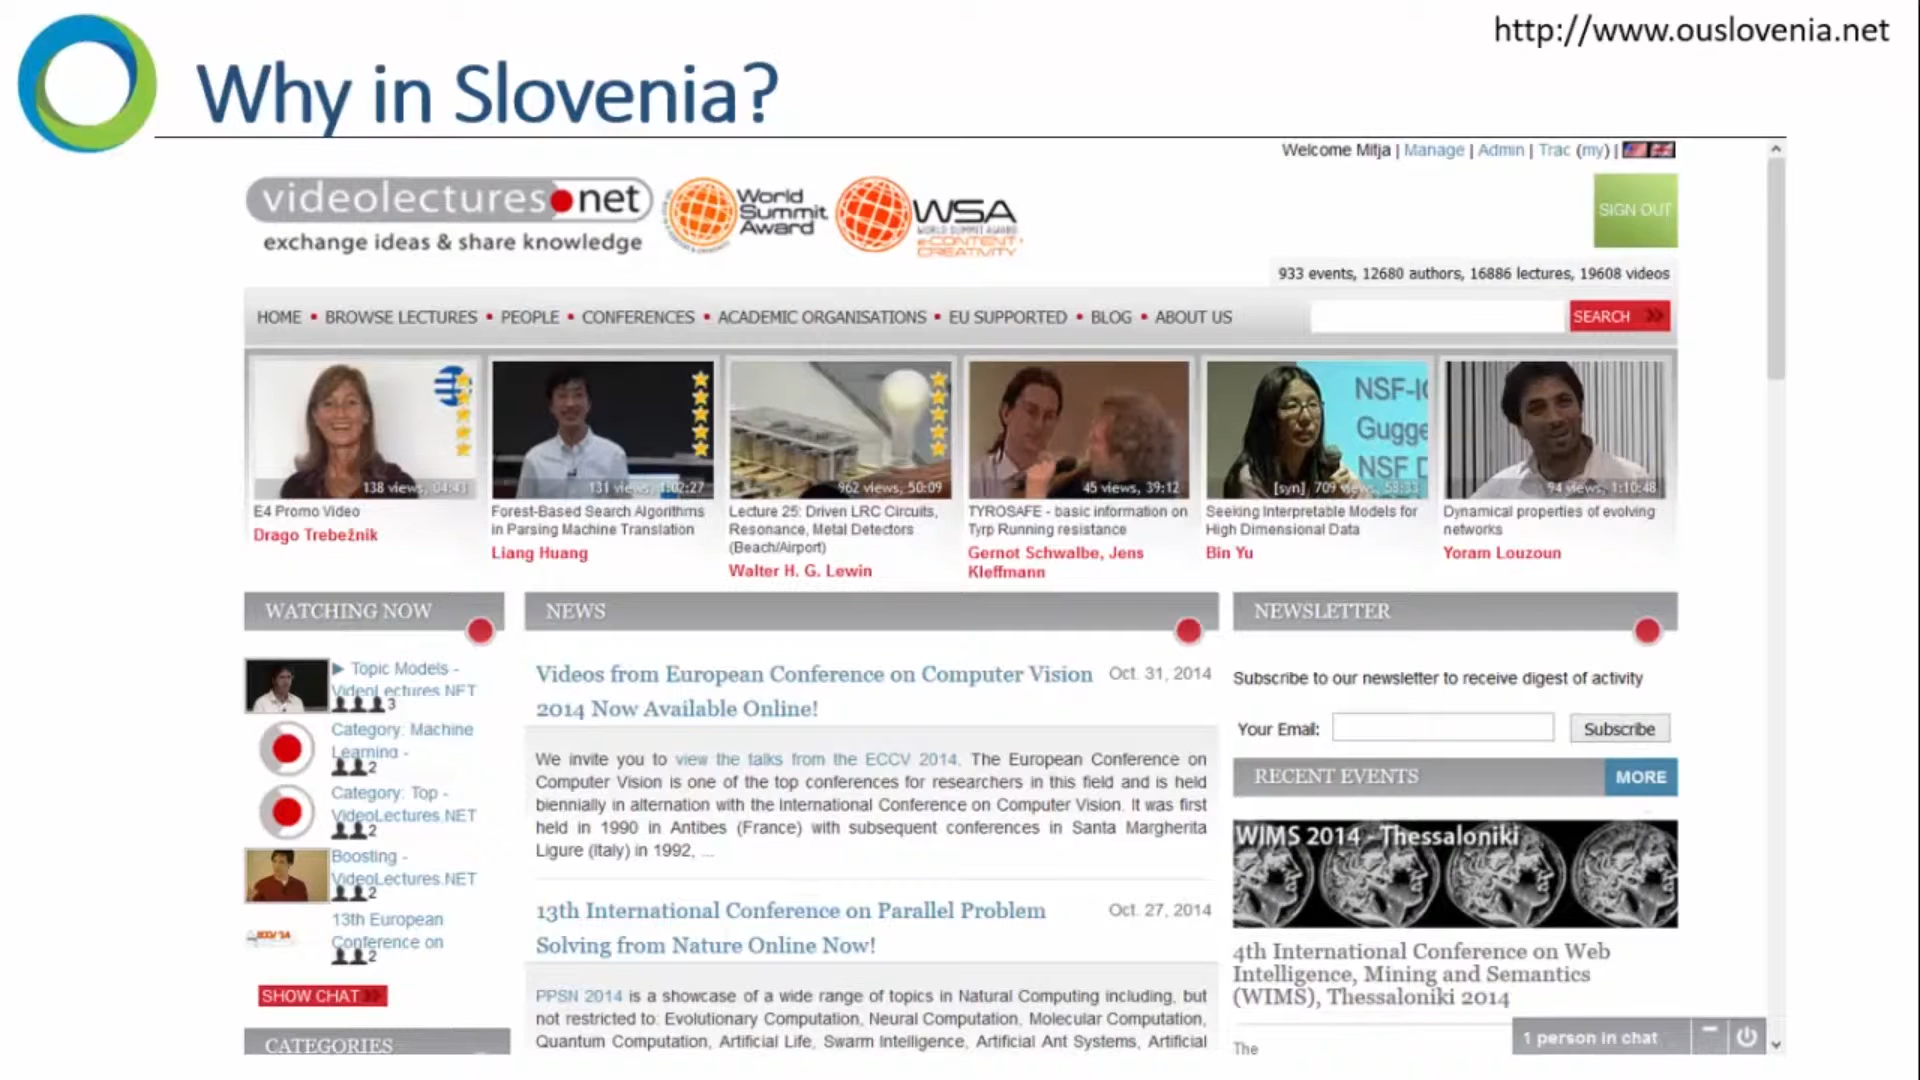 http://www.ouslovenia.net
Why in Slovenia?
Welcome Mitja | Manage | Admin | Trac (my) |
videolectures.net
exchange ideas & share knowledge
World
Summit
Award
WSA
WORLD SUMMIT AWARD
e-CONTENT
CREATIVITY
SIGN OUT
933 events, 12680 authors, 16886 lectures, 19608 videos
HOME • BROWSE LECTURES • PEOPLE • CONFERENCES • ACADEMIC ORGANISATIONS • EU SUPPORTED • BLOG • ABOUT US
SEARCH
138 views, 04:43
E4 Promo Video
Drago Trebežnik
131 views, 1:02:27
Forest-Based Search Algorithms
in Parsing Machine Translation
Liang Huang
962 views, 50:09
Lecture 25: Driven LRC Circuits,
Resonance, Metal Detectors
(Beach/Airport)
Walter H. G. Lewin
45 views, 39:12
TYROSAFE - basic information on
Tyrp Running resistance
Gernot Schwalbe, Jens
Kleffmann
NSF-IC
Gugge
NSF D
[syn] 709 views, 58:33
Seeking Interpretable Models for
High Dimensional Data
Bin Yu
94 views, 1:10:48
Dynamical properties of evolving
networks
Yoram Louzoun
WATCHING NOW
Topic Models -
VideoLectures.NET
3
Category: Machine
Learning -
2
Category: Top -
VideoLectures.NET
2
Boosting -
VideoLectures.NET
2
13th European
Conference on
2
SHOW CHAT
CATEGORIES
NEWS
Videos from European Conference on Computer Vision
2014 Now Available Online!
Oct. 31, 2014
We invite you to view the talks from the ECCV 2014. The European Conference on
Computer Vision is one of the top conferences for researchers in this field and is held
biennially in alternation with the International Conference on Computer Vision. It was first
held in 1990 in Antibes (France) with subsequent conferences in Santa Margherita
Ligure (Italy) in 1992, ...
13th International Conference on Parallel Problem
Solving from Nature Online Now!
Oct. 27, 2014
PPSN 2014 is a showcase of a wide range of topics in Natural Computing including, but
not restricted to: Evolutionary Computation, Neural Computation, Molecular Computation,
Quantum Computation, Artificial Life, Swarm Intelligence, Artificial Ant Systems, Artificial
NEWSLETTER
Subscribe to our newsletter to receive digest of activity
Your Email:
Subscribe
RECENT EVENTS
MORE
WIMS 2014 - Thessaloniki
4th International Conference on Web
Intelligence, Mining and Semantics
(WIMS), Thessaloniki 2014
The
1 person in chat